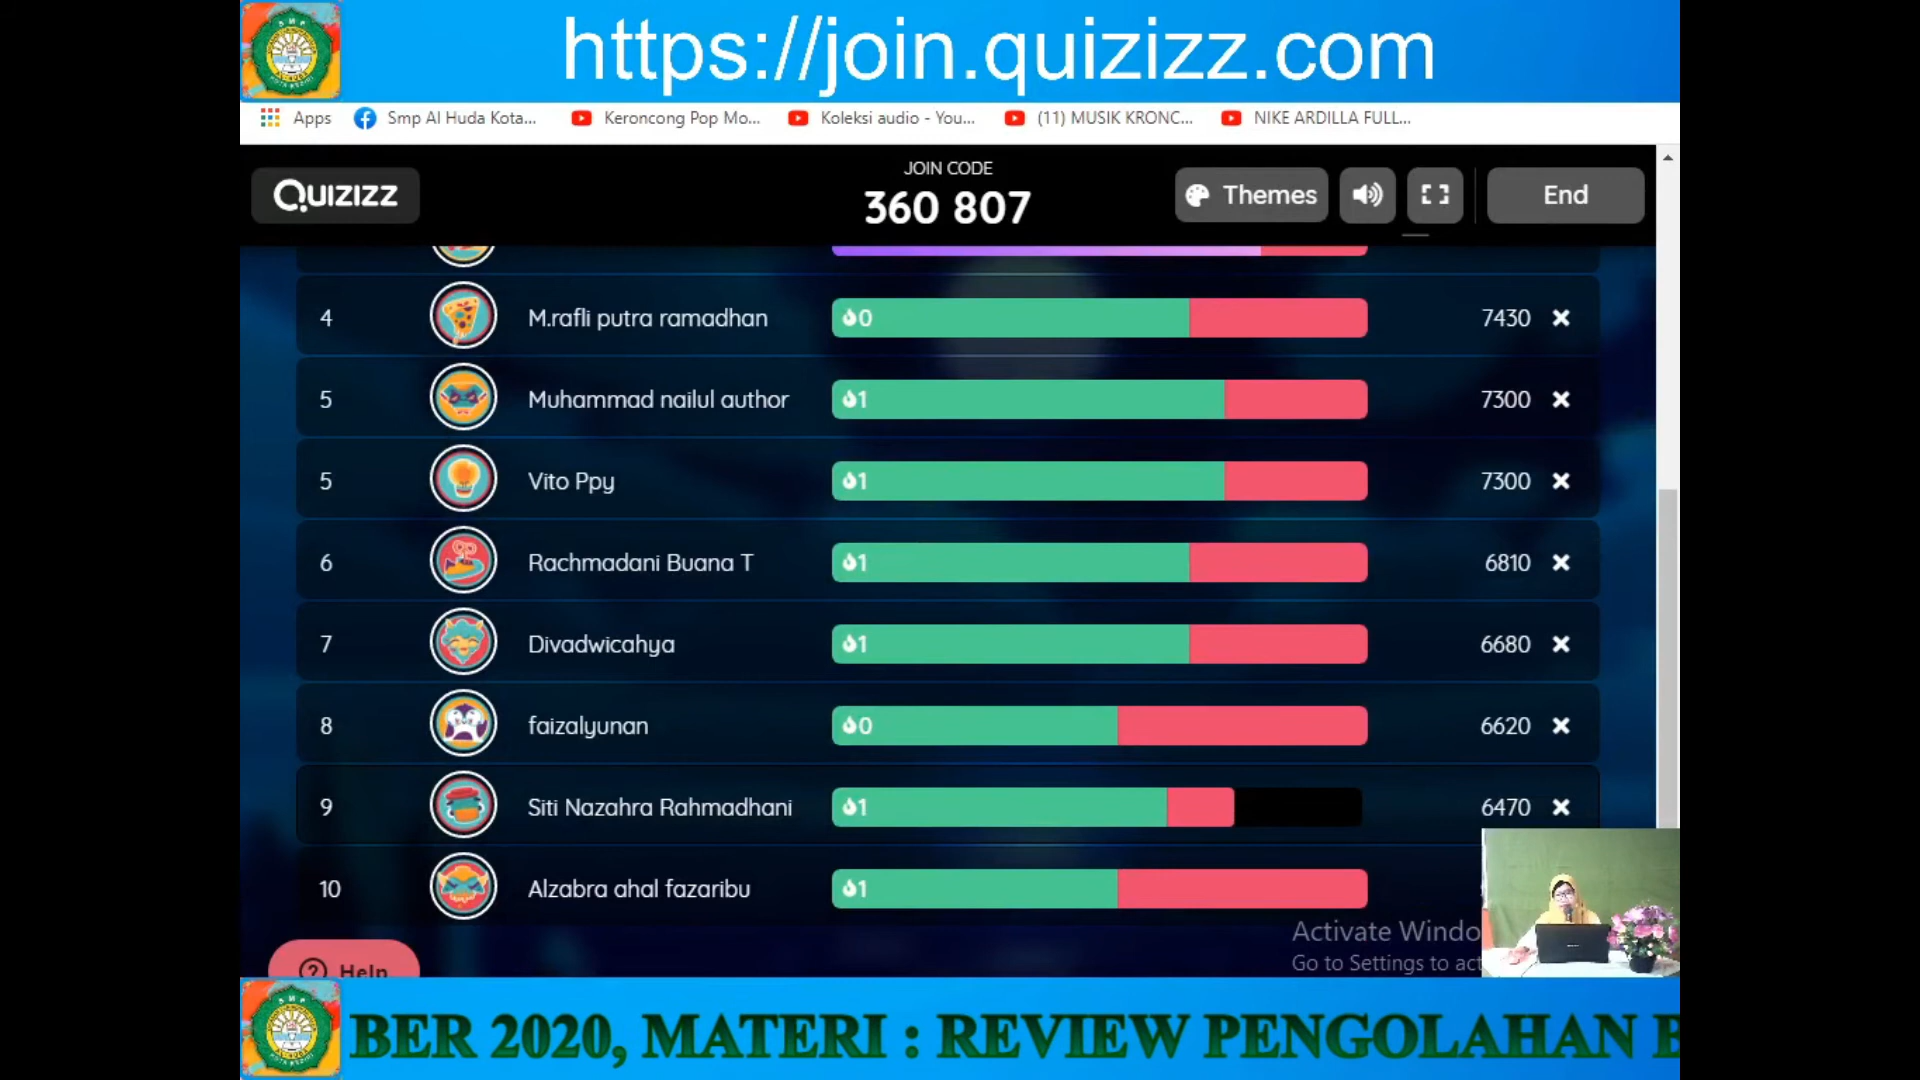 https://join.quizizz.com
Apps Smp Al Huda Kota... Keroncong Pop Mo... Koleksi audio - You... (11) MUSIK KRONC... NIKE ARDILLA FULL...
QUIZIZZ
JOIN CODE
360 807
Themes
End
4 M.rafli putra ramadhan 0 7430
5 Muhammad nailul author 1 7300
5 Vito Ppy 1 7300
6 Rachmadani Buana T 1 6810
7 Divadwicahya 1 6680
8 faizalyunan 0 6620
9 Siti Nazahra Rahmadhani 1 6470
10 Alzabra ahal fazaribu 1
Activate Windo
Go to Settings to act
Help
BER 2020, MATERI : REVIEW PENGOLAHAN B